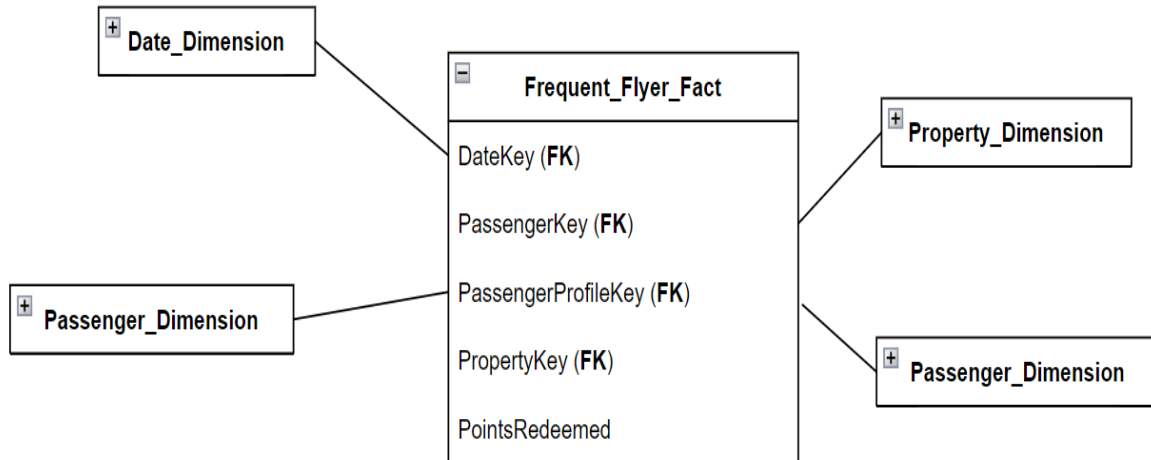 Date_Dimension
Frequent_Flyer_Fact
DateKey (FK)
PassengerKey (FK)
PassengerProfileKey (FK)
PropertyKey (FK)
PointsRedeemed
Property_Dimension
Passenger_Dimension
Passenger_Dimension